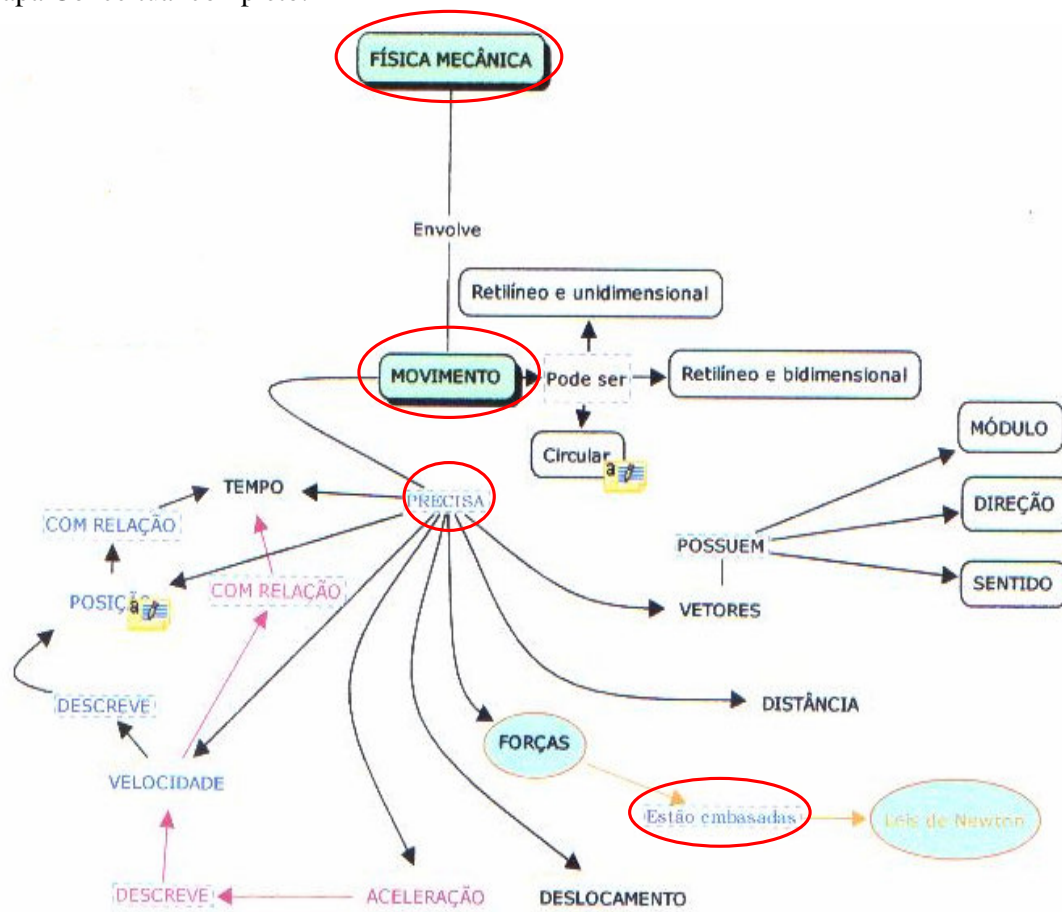 FÍSICA MECÂNICA
Envolve
Retilíneo e unidimensional
MOVIMENTO
Pode ser
Retilíneo e bidimensional
Circular
MÓDULO
TEMPO
PRECISA
DIREÇÃO
COM RELAÇÃO
POSSUEM
COM RELAÇÃO
SENTIDO
POSIÇÃO
VETORES
DESCREVE
DISTÂNCIA
FORÇAS
VELOCIDADE
Estão embasadas
Leis de Newton
DESCREVE
ACELERAÇÃO
DESLOCAMENTO